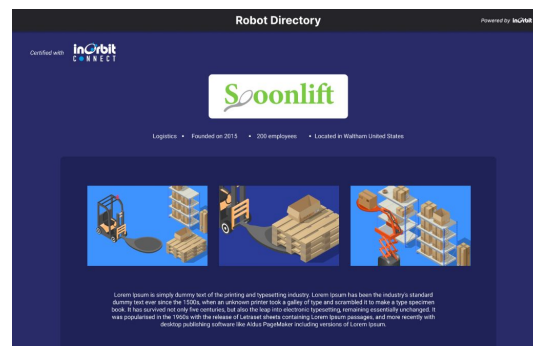 Robot Directory
Powered by inOrbit
Certified with
inOrbit
CONNECT
Spoonlift
Logistics • Founded on 2015 • 200 employees • Located in Waltham United States
Lorem Ipsum is simply dummy text of the printing and typesetting industry. Lorem Ipsum has been the industry's standard
dummy text ever since the 1500s, when an unknown printer took a galley of type and scrambled it to make a type specimen
book. It has survived not only five centuries, but also the leap into electronic typesetting, remaining essentially unchanged. It
was popularised in the 1960s with the release of Letraset sheets containing Lorem Ipsum passages, and more recently with
desktop publishing software like Aldus PageMaker including versions of Lorem Ipsum.